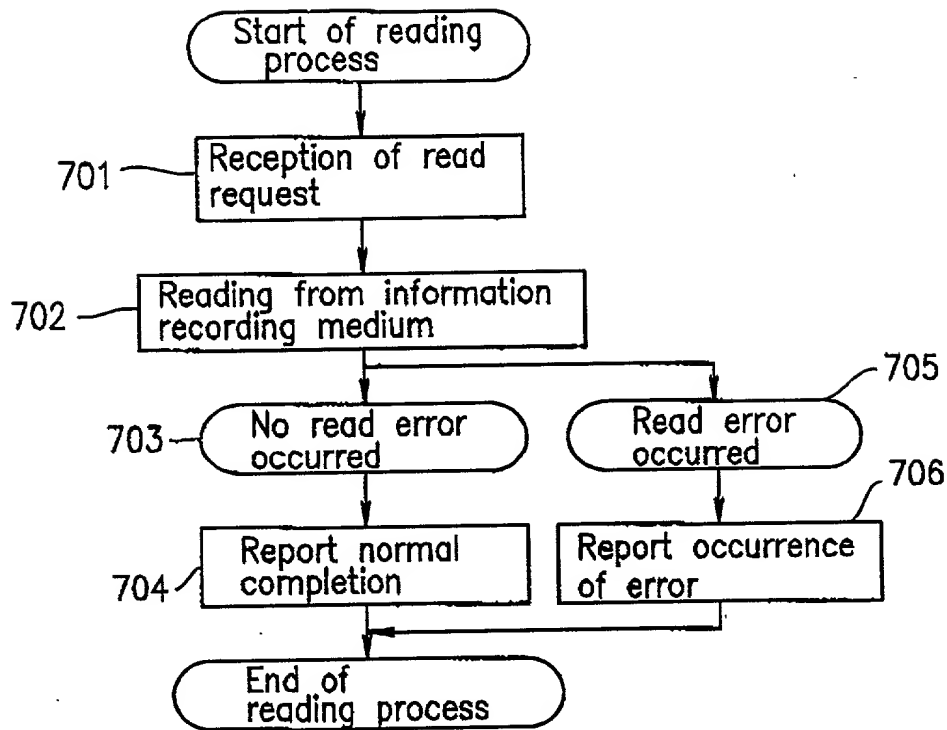 Start of reading
process
701
Reception of read
request
702
Reading from information
recording medium
705
703
No read error
occurred
Read error
occurred
706
704
Report normal
completion
Report occurrence
of error
End of
reading process